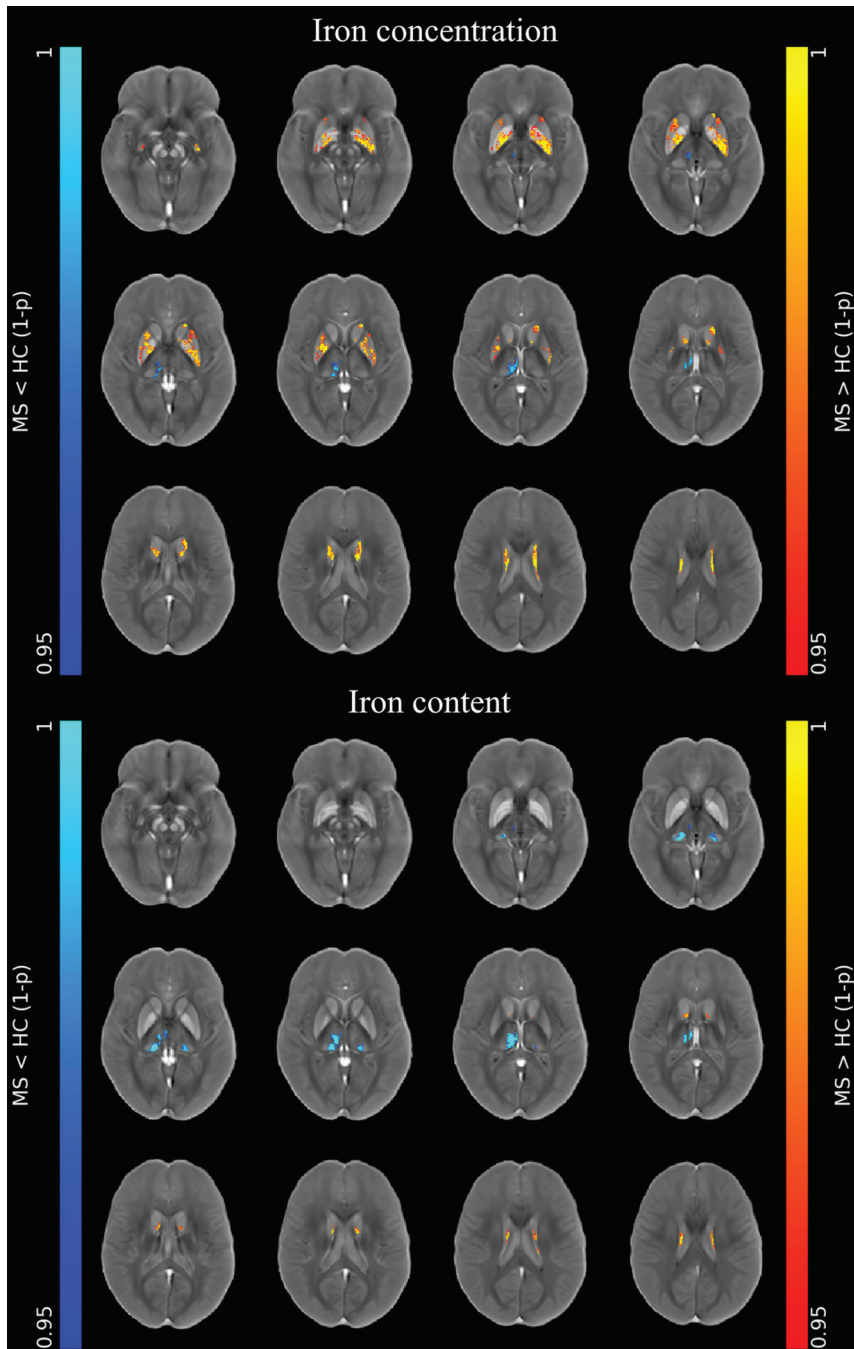 Iron concentration
1
MS < HC (1-p)
0.95
1
MS > HC (1-p)
0.95
Iron content
1
MS < HC (1-p)
0.95
1
MS > HC (1-p)
0.95